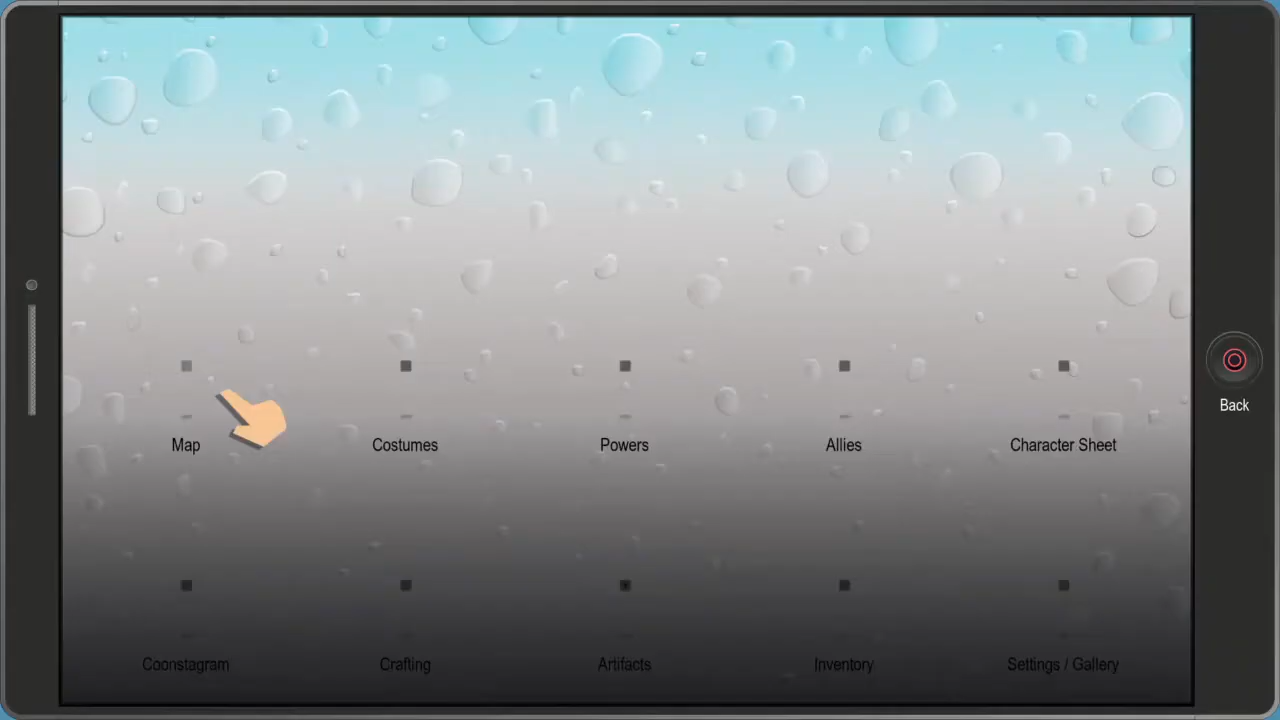 Map
Costumes
Powers
Allies
Character Sheet
Back
Coonstagram
Crafting
Artifacts
Inventory
Settings / Gallery